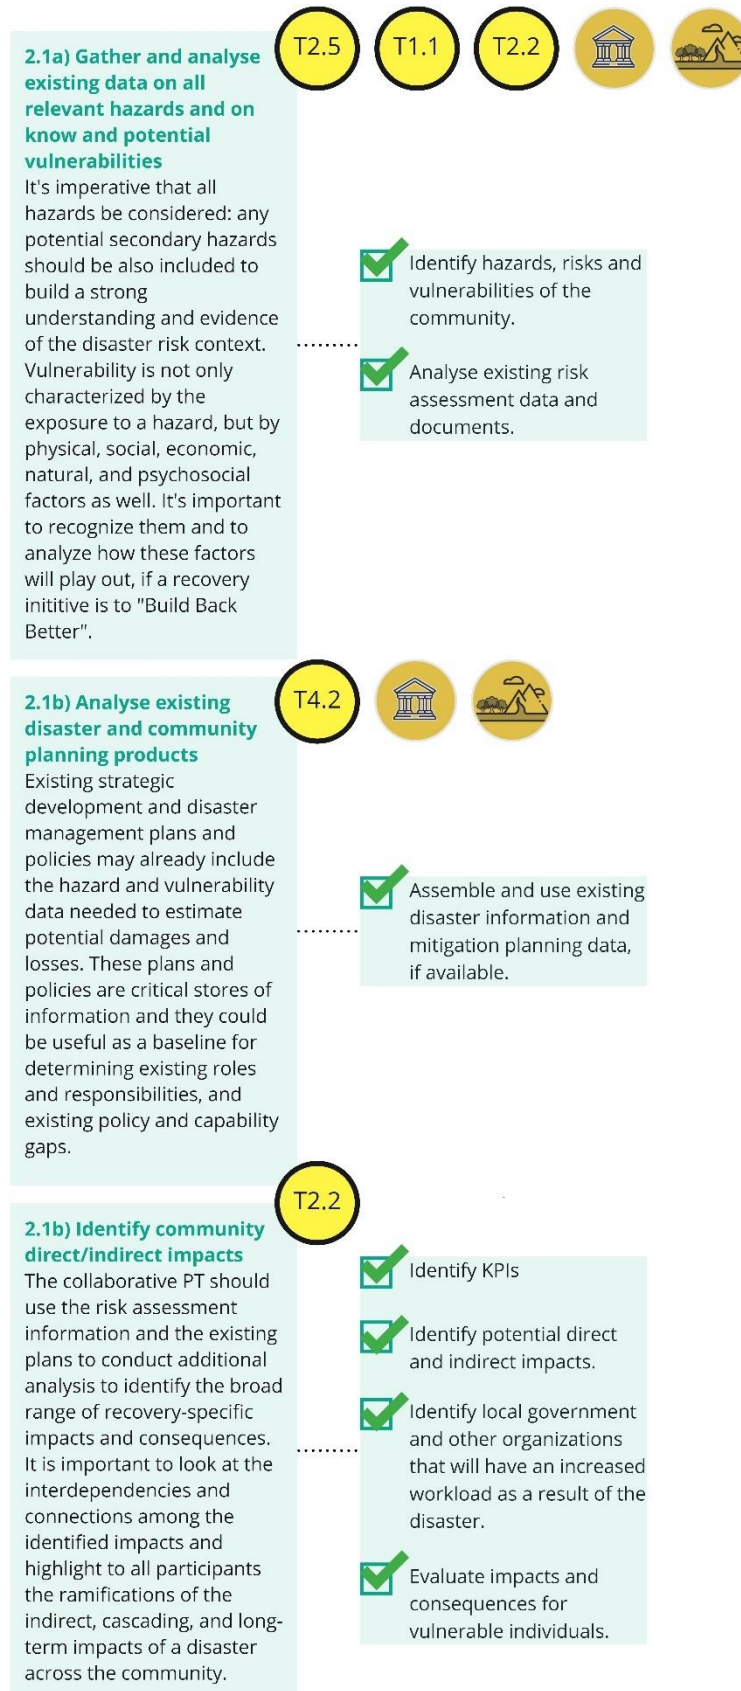 T2.5
T1.1
T2.2
2.1a) Gather and analyse
existing data on all
relevant hazards and on
know and potential
vulnerabilities
It's imperative that all
hazards be considered: any
potential secondary hazards
should be also included to
build a strong
understanding and evidence
of the disaster risk context.
Vulnerability is not only
characterized by the
exposure to a hazard, but by
physical, social, economic,
natural, and psychosocial
factors as well. It's important
to recognize them and to
analyze how these factors
will play out, if a recovery
inititive is to "Build Back
Better".
Identify hazards, risks and
vulnerabilities of the
community.
Analyse existing risk
assessment data and
documents.
T4.2
2.1b) Analyse existing
disaster and community
planning products
Existing strategic
development and disaster
management plans and
policies may already include
the hazard and vulnerability
data needed to estimate
potential damages and
losses. These plans and
policies are critical stores of
information and they could
be useful as a baseline for
determining existing roles
and responsibilities, and
existing policy and capability
gaps.
Assemble and use existing
disaster information and
mitigation planning data,
if available.
T2.2
2.1b) Identify community
direct/indirect impacts
The collaborative PT should
use the risk assessment
information and the existing
plans to conduct additional
analysis to identify the broad
range of recovery-specific
impacts and consequences.
It is important to look at the
interdependencies and
connections among the
identified impacts and
highlight to all participants
the ramifications of the
indirect, cascading, and long-
term impacts of a disaster
across the community.
Identify KPIs
Identify potential direct
and indirect impacts.
Identify local government
and other organizations
that will have an increased
workload as a result of the
disaster.
Evaluate impacts and
consequences for
vulnerable individuals.